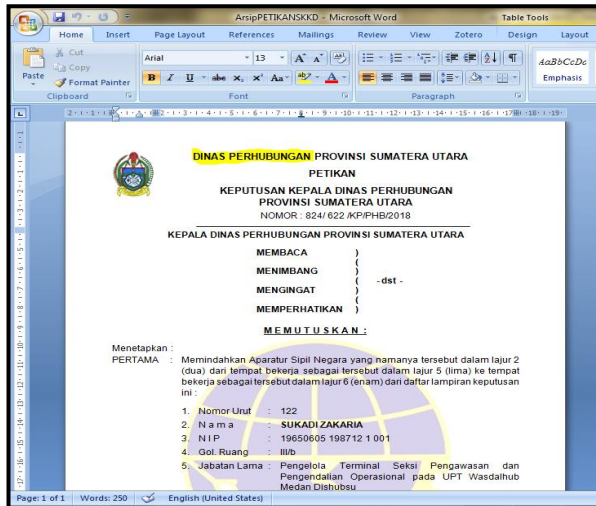 ArsipPETIKANSKKD - Microsoft Word Table Tools
Home Insert Page Layout References Mailings Review View Zotero Design Layout
Cut
Copy
Format Painter
Paste
Clipboard
Arial 13
Font
Paragraph
AaBbCcDc
Emphasis
DINAS PERHUBUNGAN PROVINSI SUMATERA UTARA
PETIKAN
KEPUTUSAN KEPALA DINAS PERHUBUNGAN
PROVINSI SUMATERA UTARA
NOMOR : 824/ 622 /KP/PHB/2018
KEPALA DINAS PERHUBUNGAN PROVINSI SUMATERA UTARA
MEMBACA )
(
MENIMBANG )
( - dst -
MENGINGAT )
(
MEMPERHATIKAN )
M E M U T U S K A N :
Menetapkan :
PERTAMA : Memindahkan Aparatur Sipil Negara yang namanya tersebut dalam lajur 2
(dua) dari tempat bekerja sebagai tersebut dalam lajur 5 (lima) ke tempat
bekerja sebagai tersebut dalam lajur 6 (enam) dari daftar lampiran keputusan
ini :
1. Nomor Urut : 122
2. N a m a : SUKADI ZAKARIA
3. N I P : 19650605 198712 1 001
4. Gol. Ruang : III/b
5. Jabatan Lama : Pengelola Terminal Seksi Pengawasan dan
Pengendalian Operasional pada UPT Wasdalhub
Medan Dishubsu
Page: 1 of 1 Words: 250 English (United States)